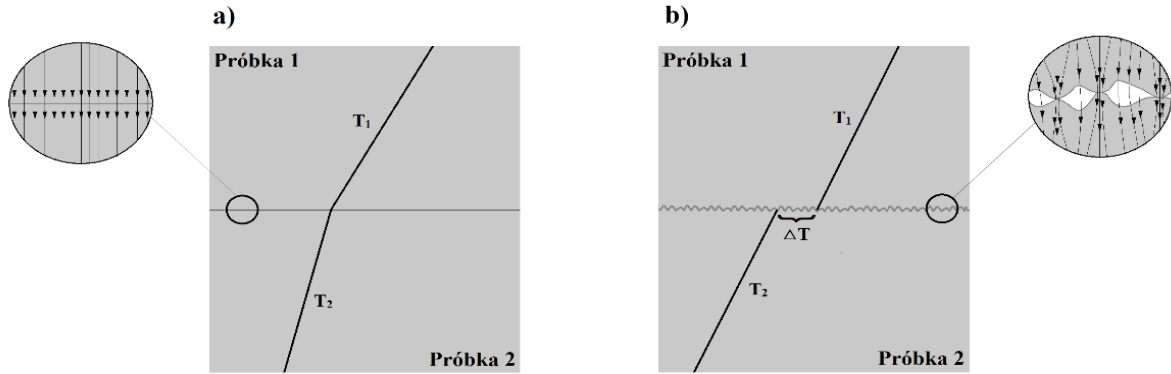 a)
Próbka 1
T₁
T₂
Próbka 2
b)
Próbka 1
T₁
△T
T₂
Próbka 2